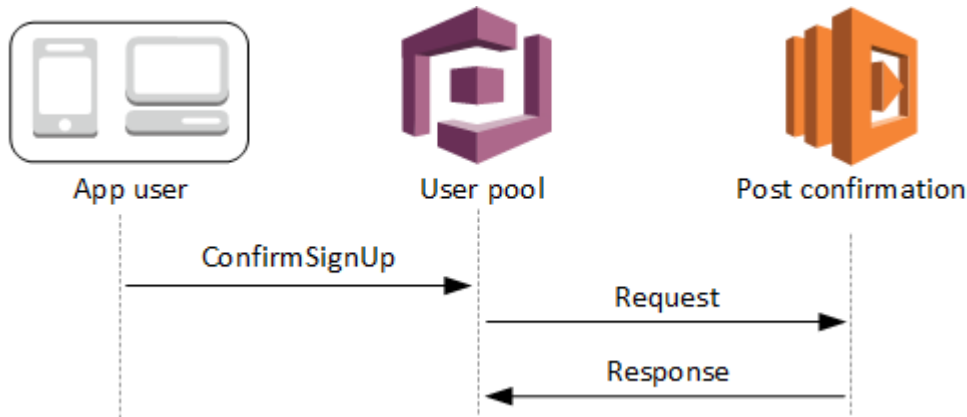 App user
User pool
Post confirmation
ConfirmSignUp
Request
Response